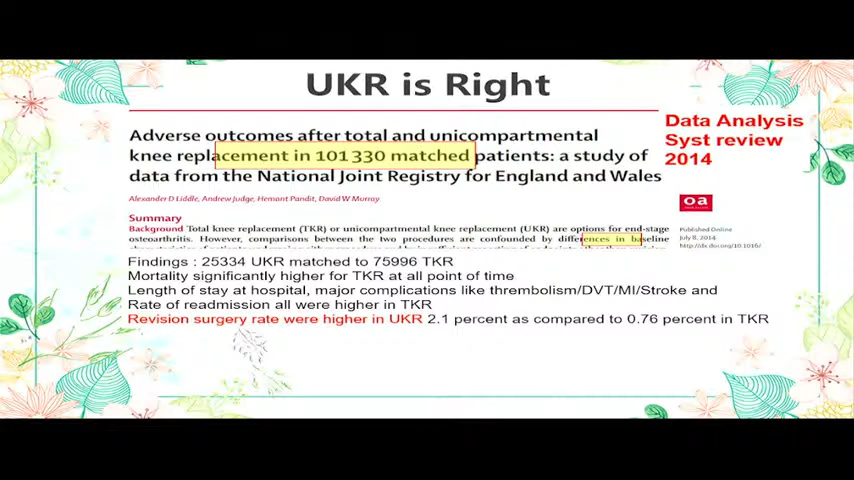 UKR is Right
Data Analysis
Syst review
2014
Adverse outcomes after total and unicompartmental
knee replacement in 101 330 matched patients: a study of
data from the National Joint Registry for England and Wales
Alexander D Liddle, Andrew Judge, Hemant Pandit, David W Murray
oa
Summary
Background Total knee replacement (TKR) or unicompartmental knee replacement (UKR) are options for end-stage
osteoarthritis. However, comparisons between the two procedures are confounded by differences in baseline
Published Online
July 8, 2014
http://dx.doi.org/10.1016/
Findings : 25334 UKR matched to 75996 TKR
Mortality significantly higher for TKR at all point of time
Length of stay at hospital, major complications like thrembolism/DVT/MI/Stroke and
Rate of readmission all were higher in TKR
Revision surgery rate were higher in UKR 2.1 percent as compared to 0.76 percent in TKR